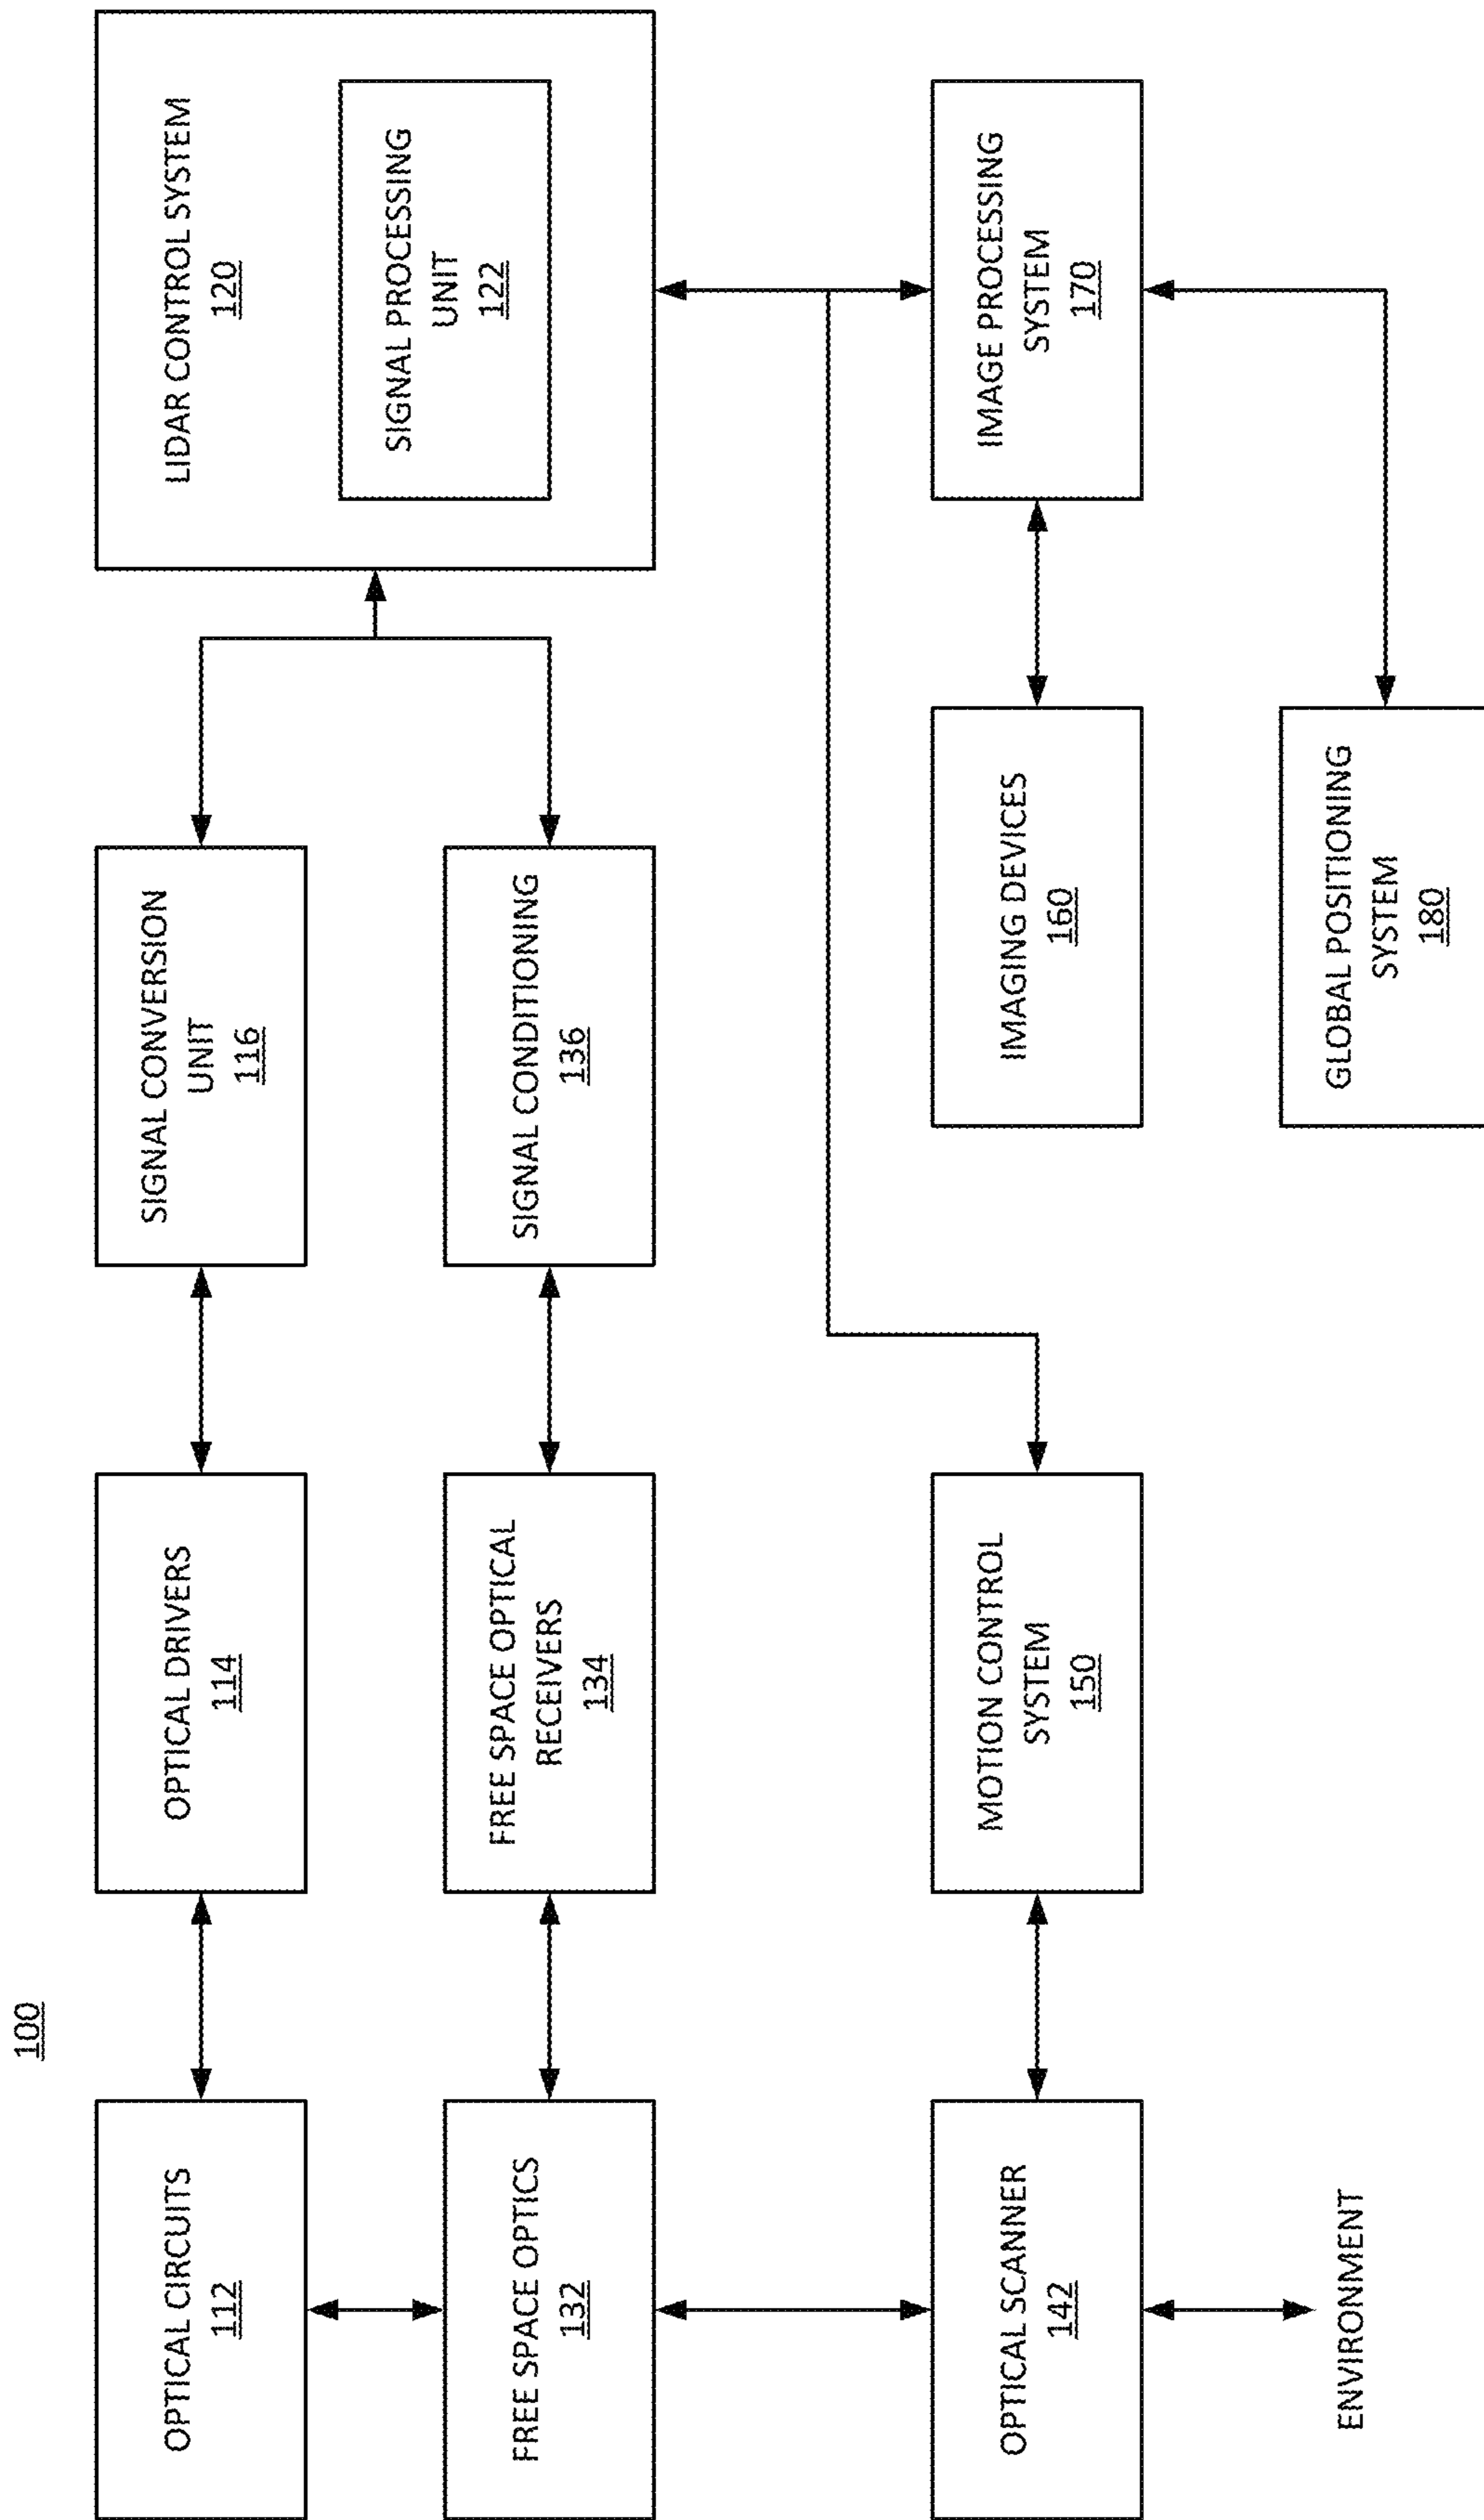 100
OPTICAL CIRCUITS
112
OPTICAL DRIVERS
114
SIGNAL CONVERSION
UNIT
116
LIDAR CONTROL SYSTEM
120
SIGNAL PROCESSING
UNIT
122
FREE SPACE OPTICS
132
FREE SPACE OPTICAL
RECEIVERS
134
SIGNAL CONDITIONING
136
OPTICAL SCANNER
142
MOTION CONTROL
SYSTEM
150
IMAGING DEVICES
160
IMAGE PROCESSING
SYSTEM
170
GLOBAL POSITIONING
SYSTEM
180
ENVIRONMENT